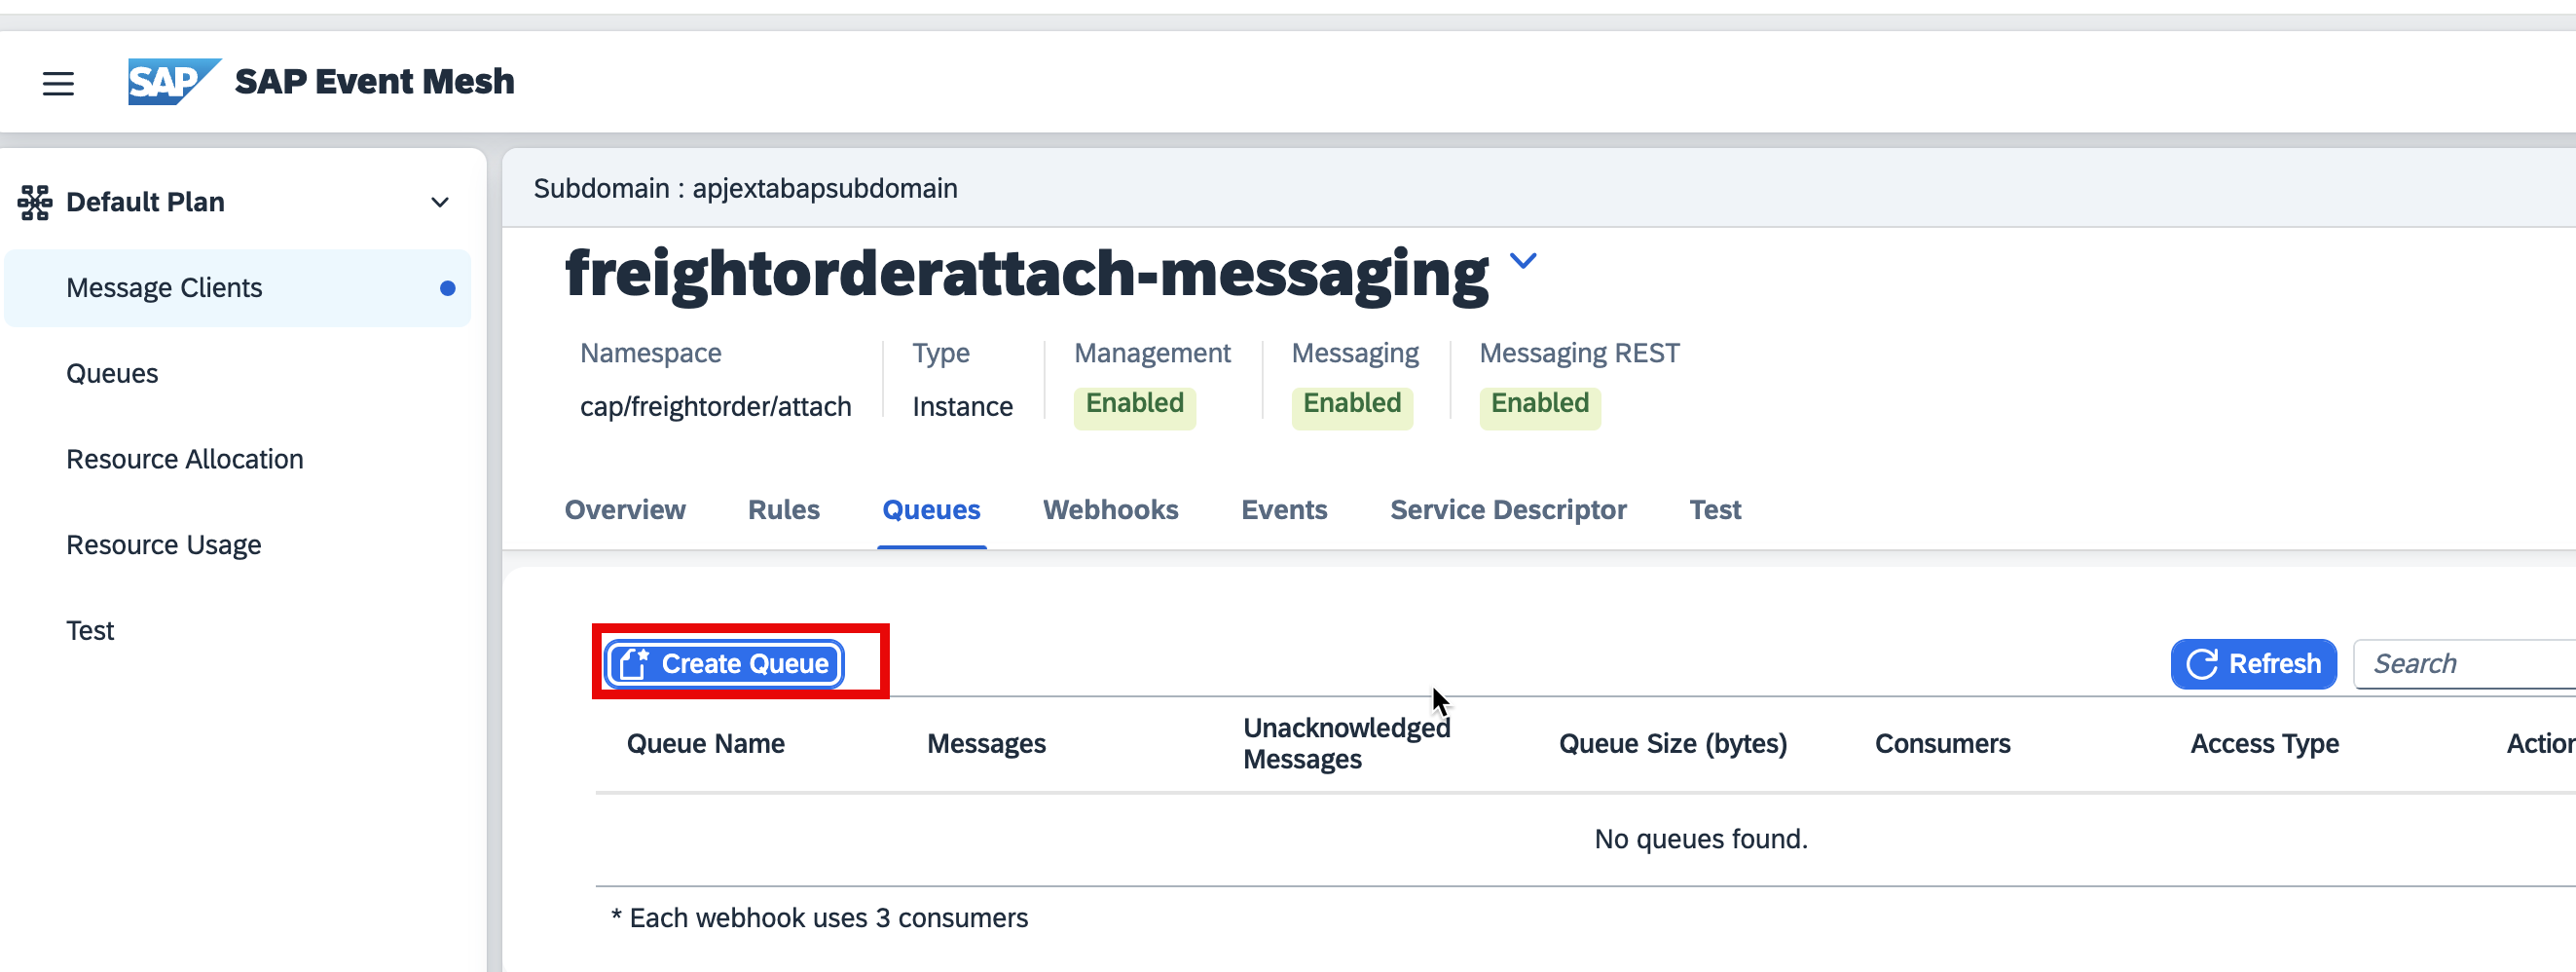 SAP SAP Event Mesh
Default Plan
Message Clients
Queues
Resource Allocation
Resource Usage
Test
Subdomain : apjextabapsubdomain
freightorderattach-messaging
Namespace Type Management Messaging Messaging REST
cap/freightorder/attach Instance Enabled Enabled Enabled
Overview Rules Queues Webhooks Events Service Descriptor Test
Create Queue Refresh Search
Queue Name Messages Unacknowledged Messages Queue Size (bytes) Consumers Access Type
No queues found.
* Each webhook uses 3 consumers